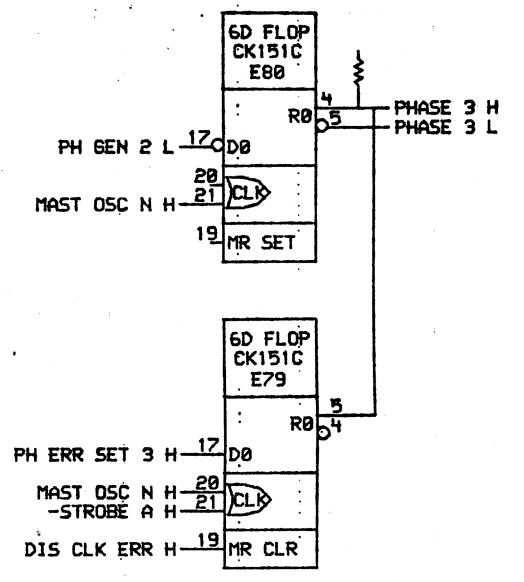 6D FLOP
CK151C
E80
R0 4 PHASE 3 H
5 PHASE 3 L
PH GEN 2 L 17 D0
20
MAST OSC N H 21 CLK
19 MR SET
6D FLOP
CK151C
E79
R0 5
4
PH ERR SET 3 H 17 D0
MAST OSC N H 20 CLK
-STROBE A H 21
DIS CLK ERR H 19 MR CLR